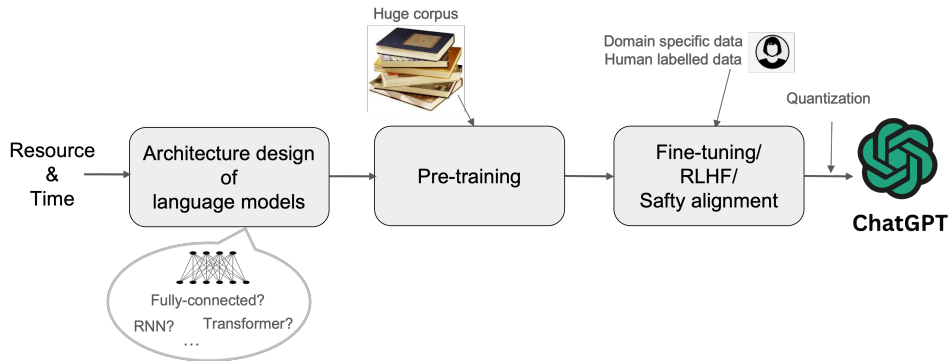 Huge corpus
Domain specific data
Human labelled data
Quantization
Resource
&
Time
Architecture design
of
language models
Pre-training
Fine-tuning/
RLHF/
Safty alignment
ChatGPT
Fully-connected?
RNN?
Transformer?
...